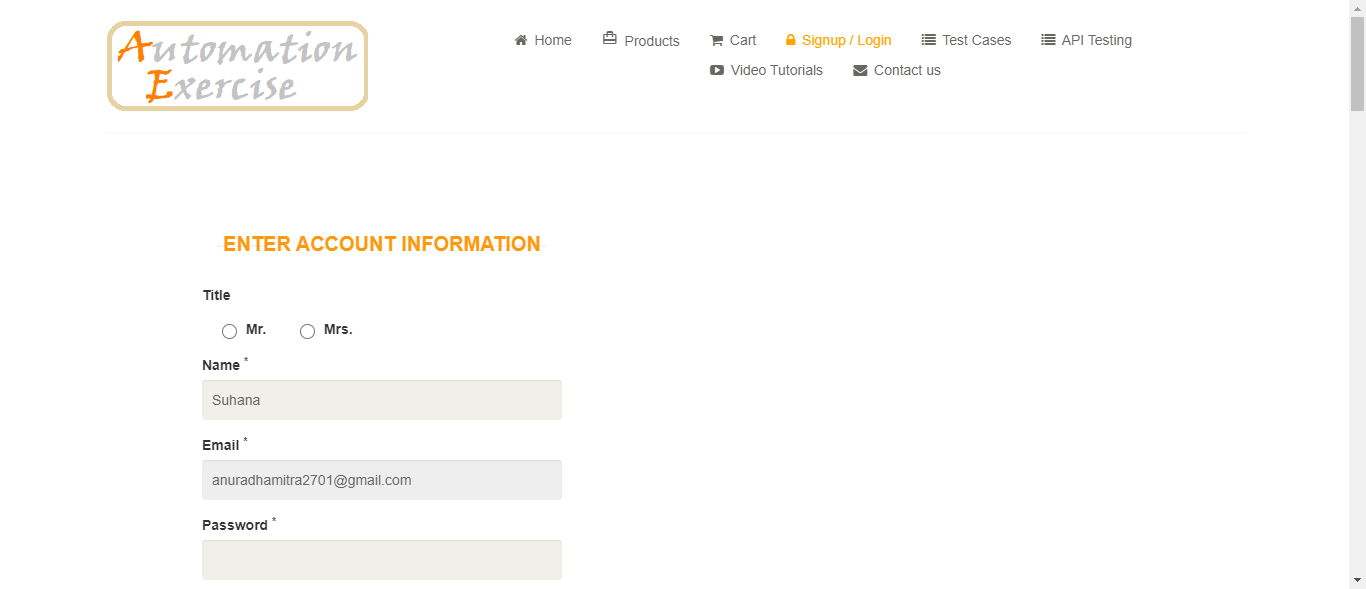 Automation
Exercise
Home
Products
Cart
Signup / Login
Test Cases
API Testing
Video Tutorials
Contact us
ENTER ACCOUNT INFORMATION
Title
Mr.
Mrs.
Name *
Suhana
Email *
anuradhamitra2701@gmail.com
Password *